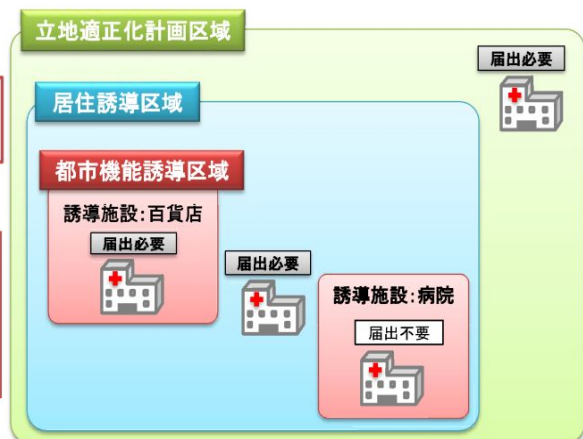 立地適正化計画区域
届出必要
居住誘導区域
都市機能誘導区域
誘導施設:百貨店
届出必要
届出必要
誘導施設:病院
届出不要